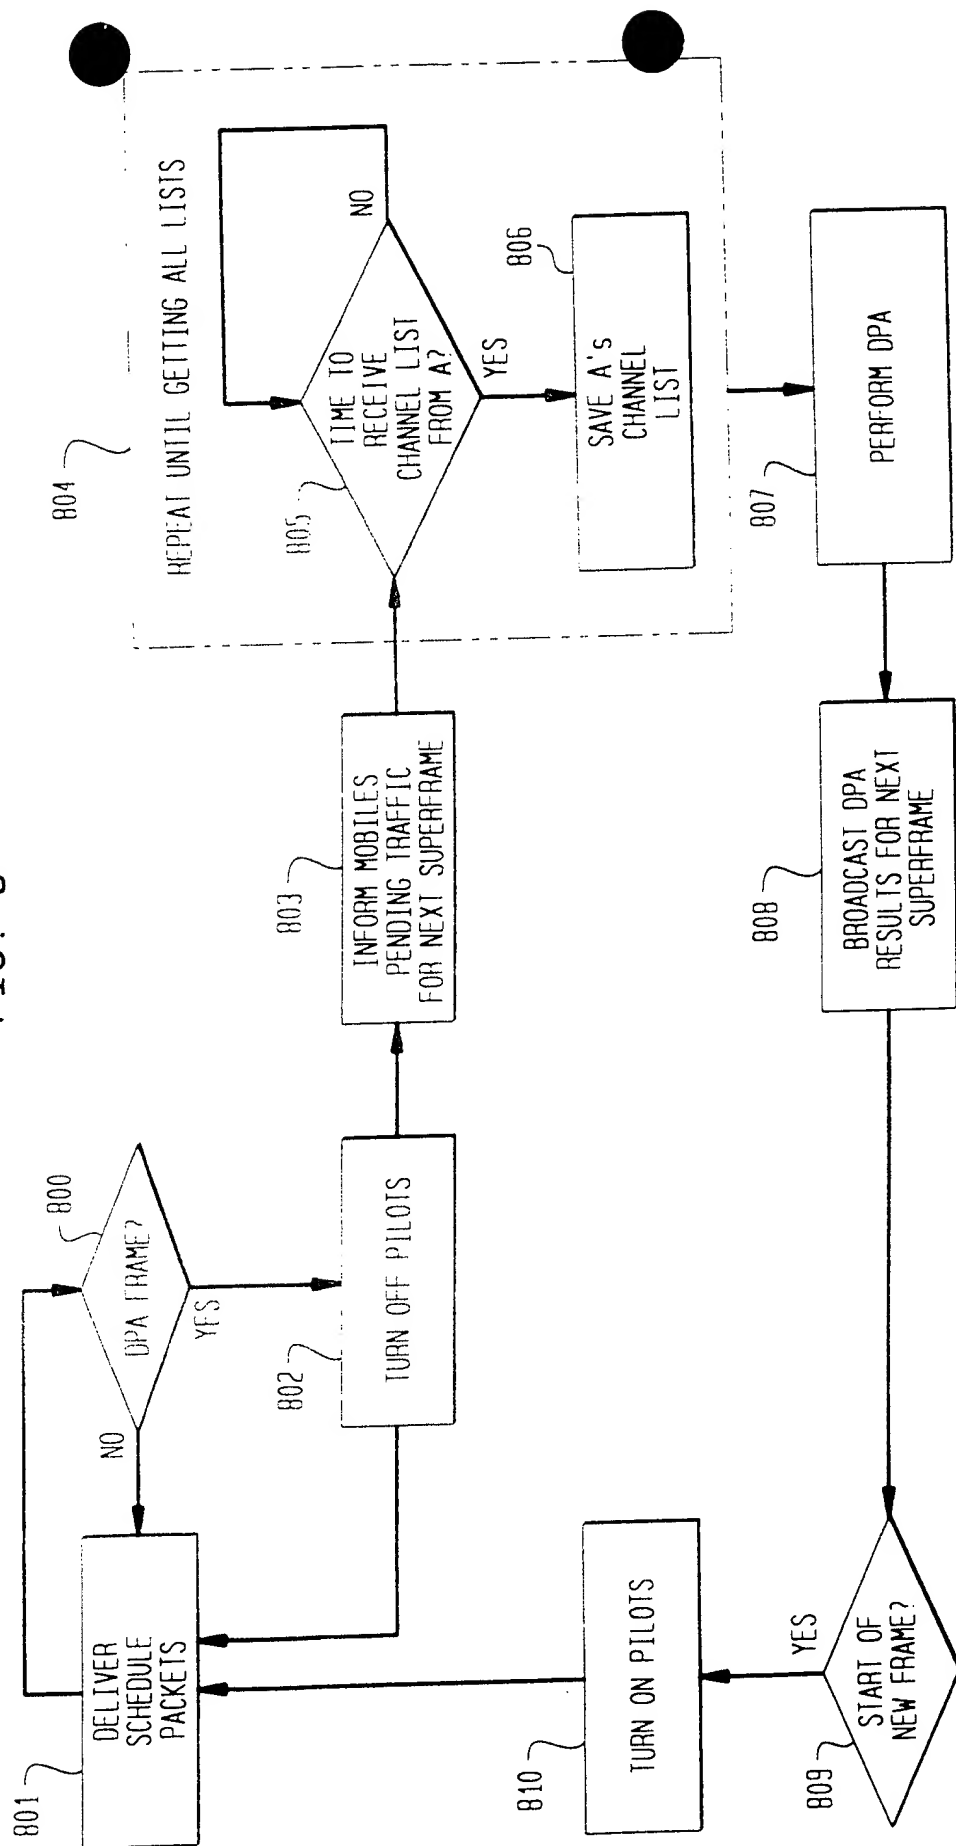 FIG. 8
801
DELIVER
SCHEDULE
PACKETS
NO
DPA FRAME?
800
YES
802
TURN OFF PILOTS
803
INFORM MOBILES
PENDING TRAFFIC
FOR NEXT SUPERFRAME
804
REPEAT UNTIL GETTING ALL LISTS
805
TIME TO
RECEIVE
CHANNEL LIST
FROM A?
NO
YES
806
SAVE A's
CHANNEL
LIST
807
PERFORM DPA
808
BROADCAST DPA
RESULTS FOR NEXT
SUPERFRAME
809
START OF
NEW FRAME?
YES
810
TURN ON PILOTS